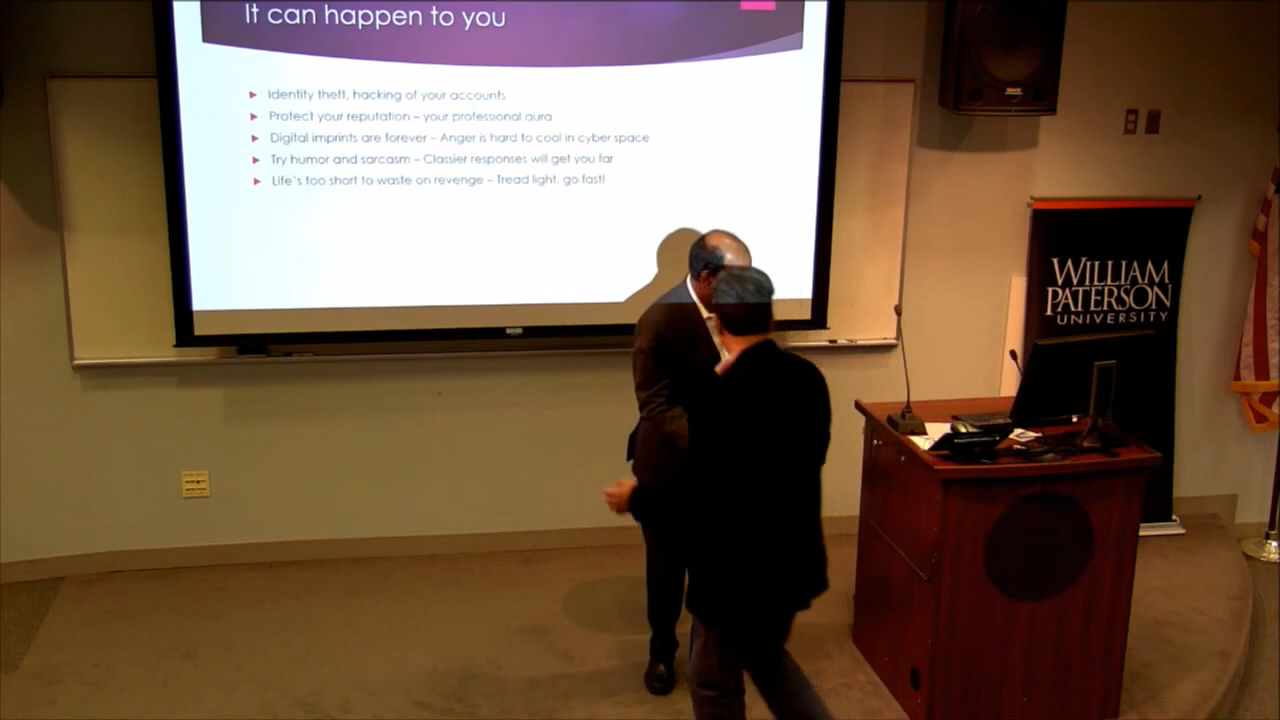 It can happen to you
Identity theft, hacking of your accounts
Protect your reputation – your professional aura
Digital imprints are forever – Anger is hard to cool in cyber space
Try humor and sarcasm – Classier responses will get you far
Life's too short to waste on revenge – Tread light, go fast!
WILLIAM
PATERSON
UNIVERSITY